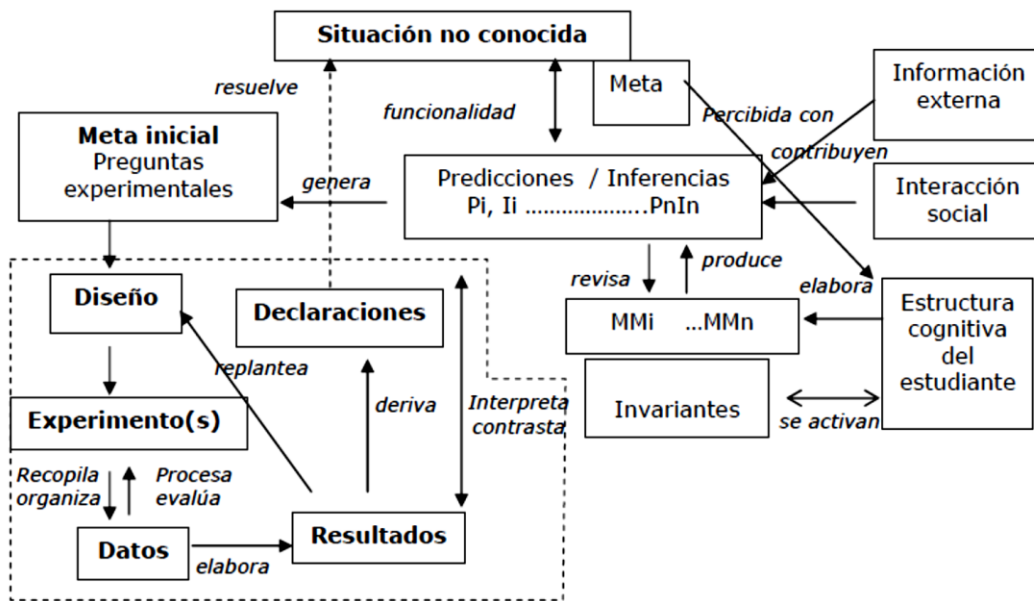 Situación no conocida
resuelve
Meta
Información
externa
funcionalidad
Percibida con
contribuyen
Meta inicial
Preguntas
experimentales
genera
Predicciones / Inferencias
Pi, Ii ………………..PnIn
Interacción
social
revisa
produce
elabora
Diseño
Declaraciones
MMi …MMn
Estructura
cognitiva
del
estudiante
replantea
deriva
Interpreta
contrasta
Invariantes
se activan
Experimento(s)
Recopila
organiza
Procesa
evalúa
Datos
elabora
Resultados